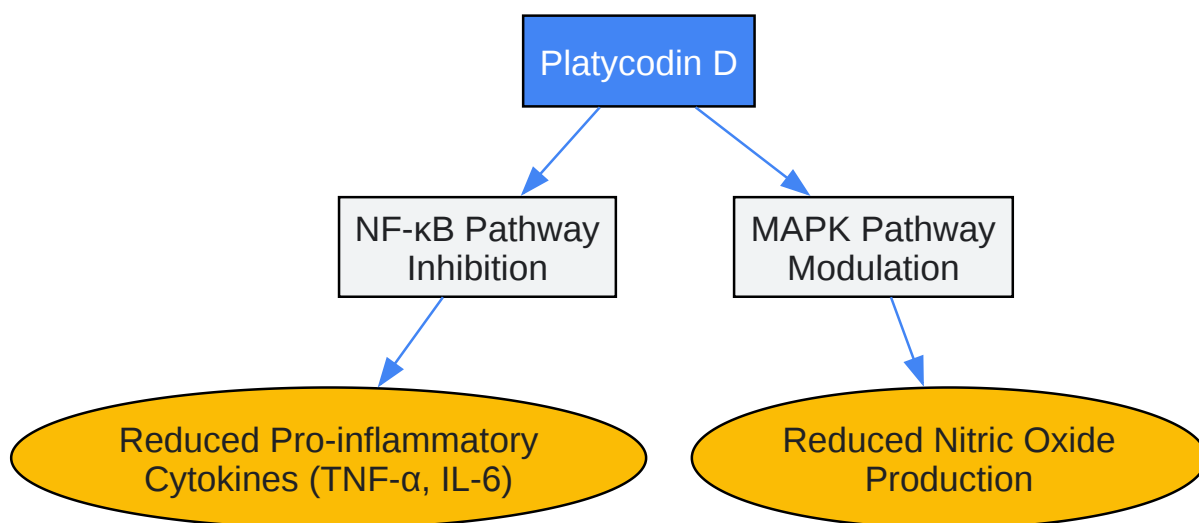 Platycodin D
NF-κB Pathway
Inhibition
MAPK Pathway
Modulation
Reduced Pro-inflammatory
Cytokines (TNF-α, IL-6)
Reduced Nitric Oxide
Production